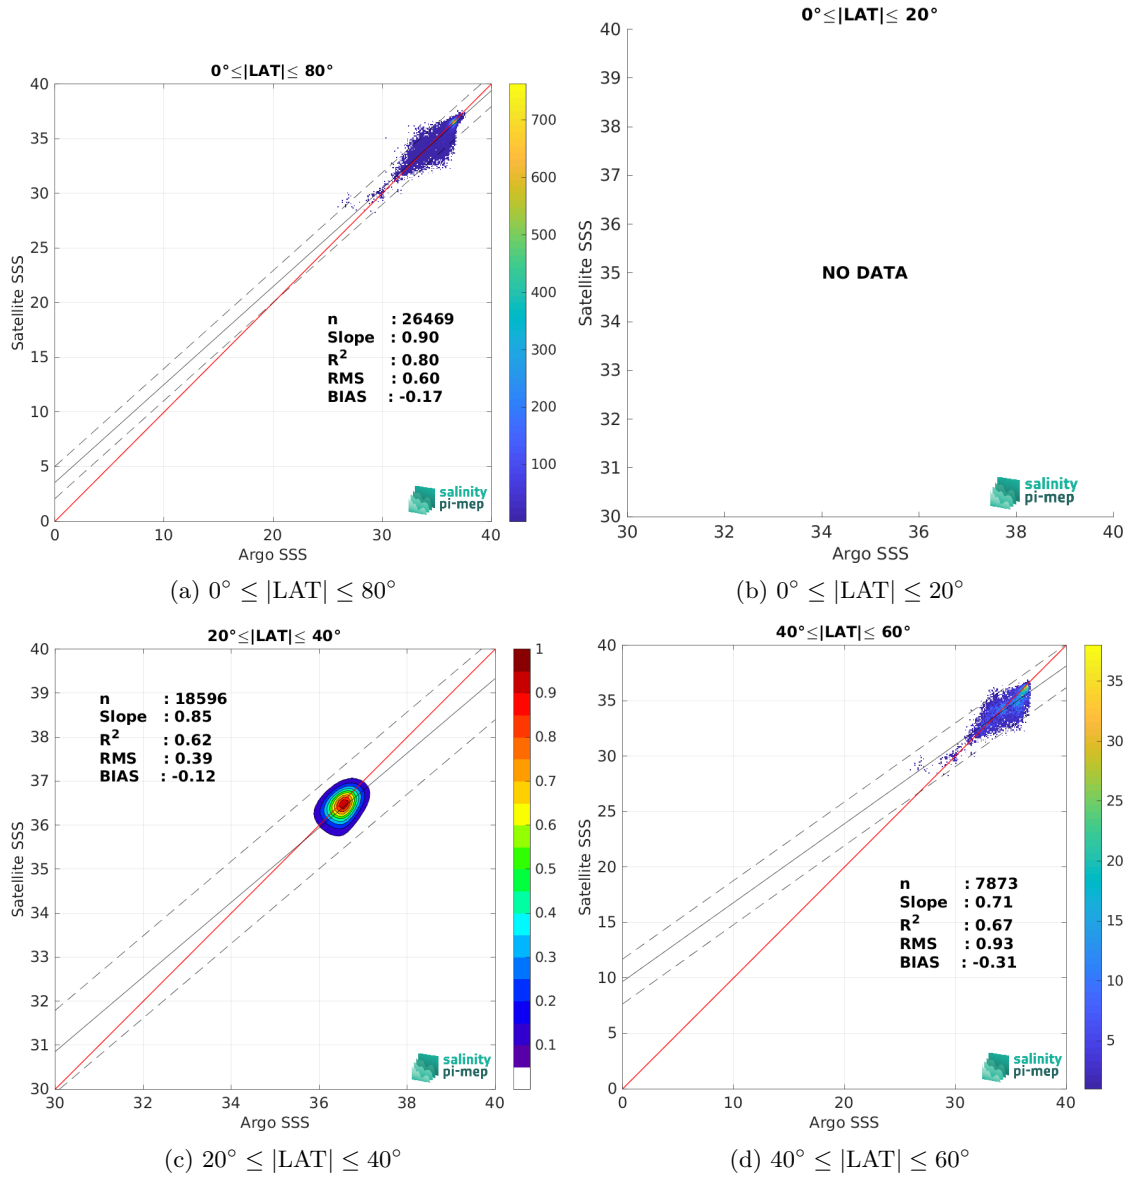 0°≤|LAT|≤ 80°
40
35
30
25
20
15
10
5
0
Satellite SSS
0
10
20
30
40
Argo SSS
n : 26469
Slope : 0.90
R² : 0.80
RMS : 0.60
BIAS : -0.17
salinity
pi-mep
700
600
500
400
300
200
100
(a) 0° ≤ |LAT| ≤ 80°
0°≤|LAT|≤ 20°
40
39
38
37
36
35
34
33
32
31
30
Satellite SSS
NO DATA
30
32
34
36
38
40
Argo SSS
salinity
pi-mep
(b) 0° ≤ |LAT| ≤ 20°
20°≤|LAT|≤ 40°
40
39
38
37
36
35
34
33
32
31
30
Satellite SSS
n : 18596
Slope : 0.85
R² : 0.62
RMS : 0.39
BIAS : -0.12
30
32
34
36
38
40
Argo SSS
salinity
pi-mep
1
0.9
0.8
0.7
0.6
0.5
0.4
0.3
0.2
0.1
(c) 20° ≤ |LAT| ≤ 40°
40°≤|LAT|≤ 60°
40
35
30
25
20
15
10
5
0
Satellite SSS
n : 7873
Slope : 0.71
R² : 0.67
RMS : 0.93
BIAS : -0.31
0
10
20
30
40
Argo SSS
salinity
pi-mep
35
30
25
20
15
10
5
(d) 40° ≤ |LAT| ≤ 60°